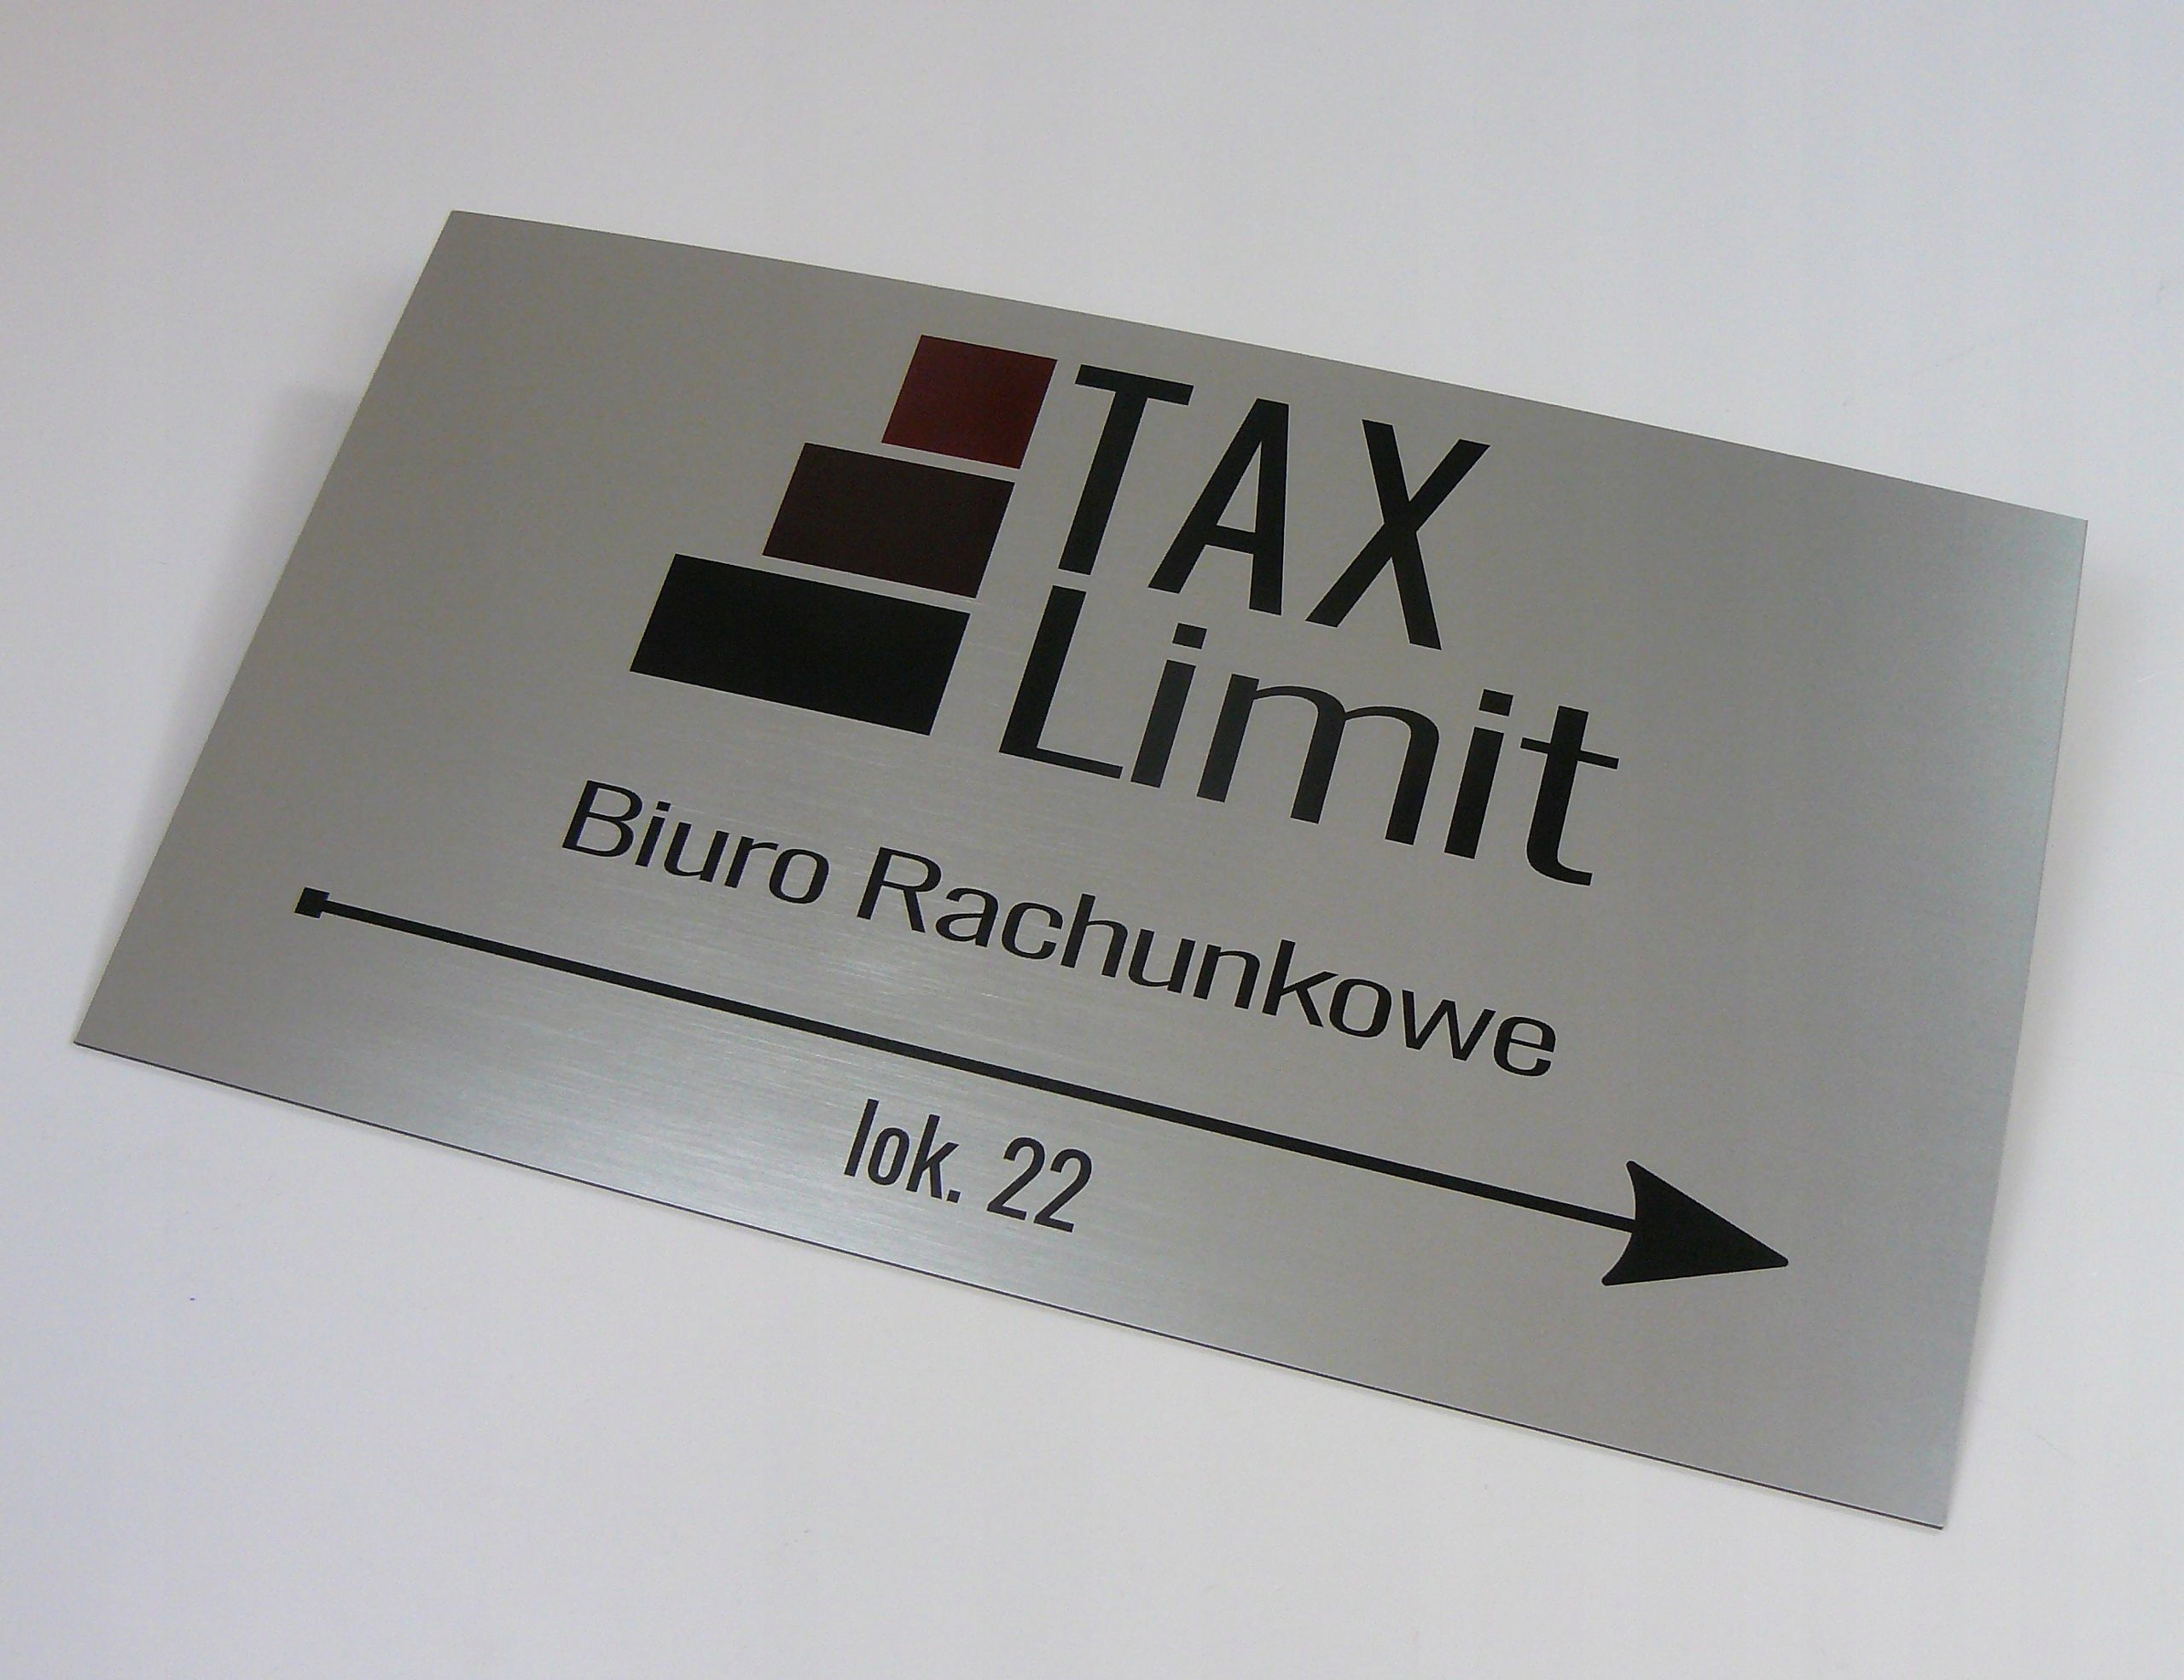 TAX
Limit
Biuro Rachunkowe
lok. 22